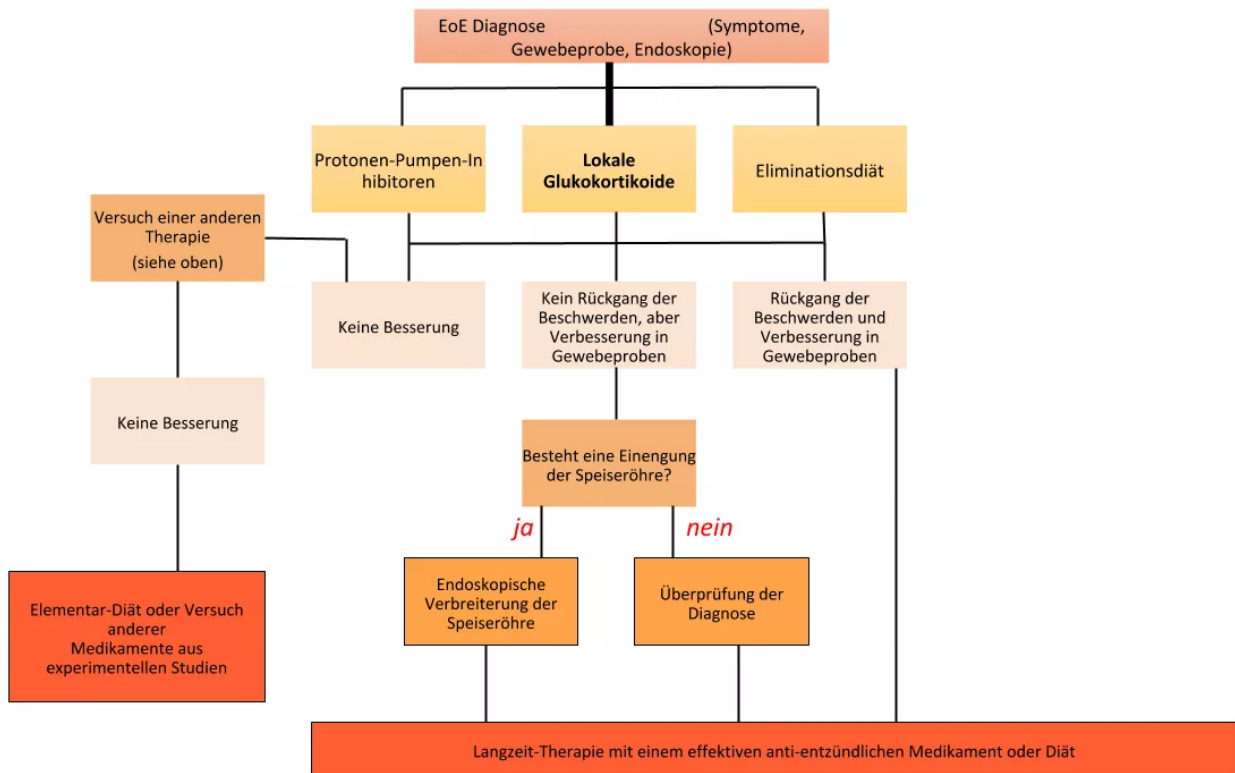 EoE Diagnose (Symptome,
Gewebeprobe, Endoskopie)
Protonen-Pumpen-In
hibitoren
Lokale
Glukokortikoide
Eliminationsdiät
Versuch einer anderen
Therapie
(siehe oben)
Keine Besserung
Kein Rückgang der
Beschwerden, aber
Verbesserung in
Gewebeproben
Rückgang der
Beschwerden und
Verbesserung in
Gewebeproben
Keine Besserung
Besteht eine Einengung
der Speiseröhre?
ja
nein
Endoskopische
Verbreiterung der
Speiseröhre
Überprüfung der
Diagnose
Elementar-Diät oder Versuch
anderer
Medikamente aus
experimentellen Studien
Langzeit-Therapie mit einem effektiven anti-entzündlichen Medikament oder Diät